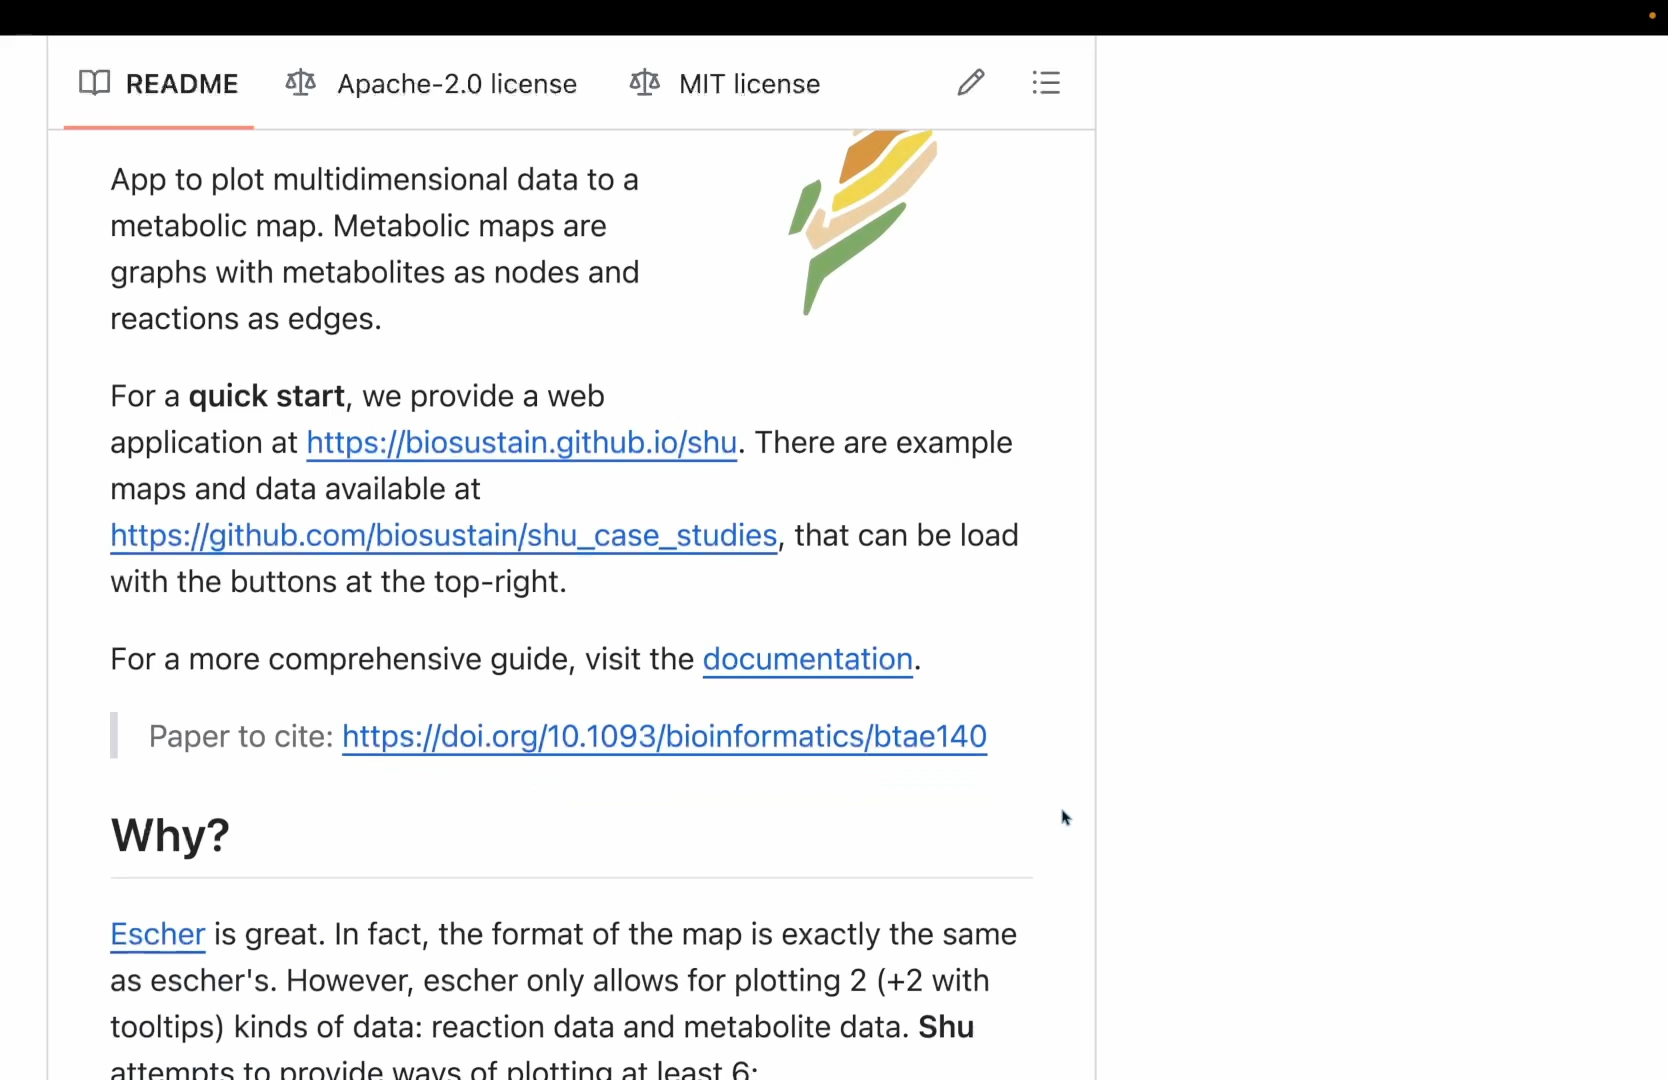 README Apache-2.0 license MIT license
App to plot multidimensional data to a
metabolic map. Metabolic maps are
graphs with metabolites as nodes and
reactions as edges.
For a quick start, we provide a web
application at https://biosustain.github.io/shu. There are example
maps and data available at
https://github.com/biosustain/shu_case_studies, that can be load
with the buttons at the top-right.
For a more comprehensive guide, visit the documentation.
Paper to cite: https://doi.org/10.1093/bioinformatics/btae140
Why?
Escher is great. In fact, the format of the map is exactly the same
as escher's. However, escher only allows for plotting 2 (+2 with
tooltips) kinds of data: reaction data and metabolite data. Shu
attempts to provide ways of plotting at least 6: